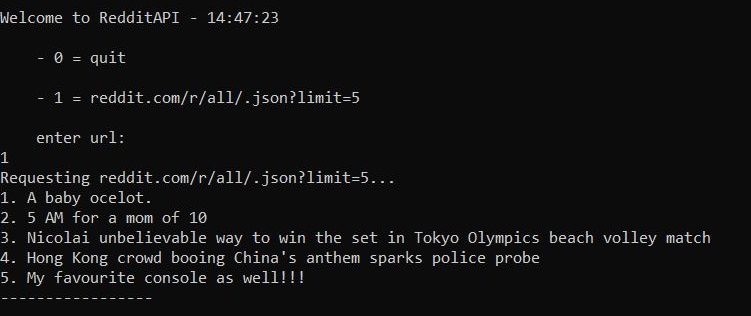 Welcome to RedditAPI - 14:47:23
- 0 = quit
- 1 = reddit.com/r/all/.json?limit=5
enter url:
1
Requesting reddit.com/r/all/.json?limit=5...
1. A baby ocelot.
2. 5 AM for a mom of 10
3. Nicolai unbelievable way to win the set in Tokyo Olympics beach volley match
4. Hong Kong crowd booing China's anthem sparks police probe
5. My favourite console as well!!!
-----------------